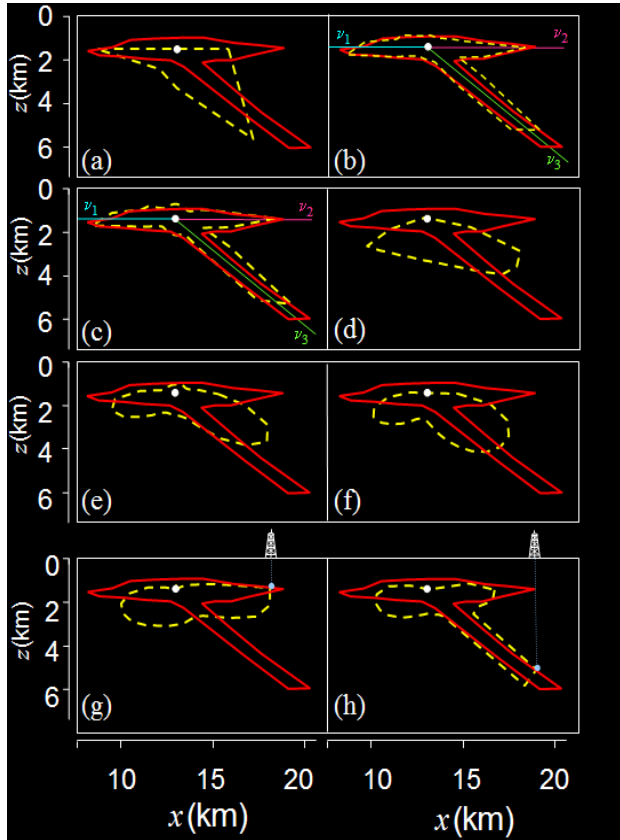 0
2
4
6
z(km)
(a)
ν1
ν2
ν3
(b)
0
2
4
6
z(km)
ν1
ν2
ν3
(c)
(d)
0
2
4
6
z(km)
(e)
(f)
0
2
4
6
z(km)
(g)
(h)
10 15 20 10 15 20
x(km) x(km)